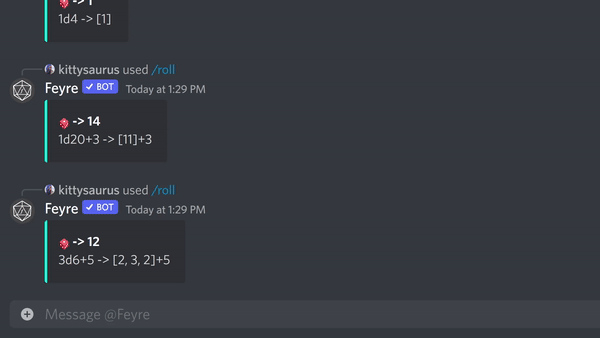 -> 1
1d4 -> [1]
kittysaurus used /roll
Feyre BOT Today at 1:29 PM
-> 14
1d20+3 -> [11]+3
kittysaurus used /roll
Feyre BOT Today at 1:29 PM
-> 12
3d6+5 -> [2, 3, 2]+5
Message @Feyre